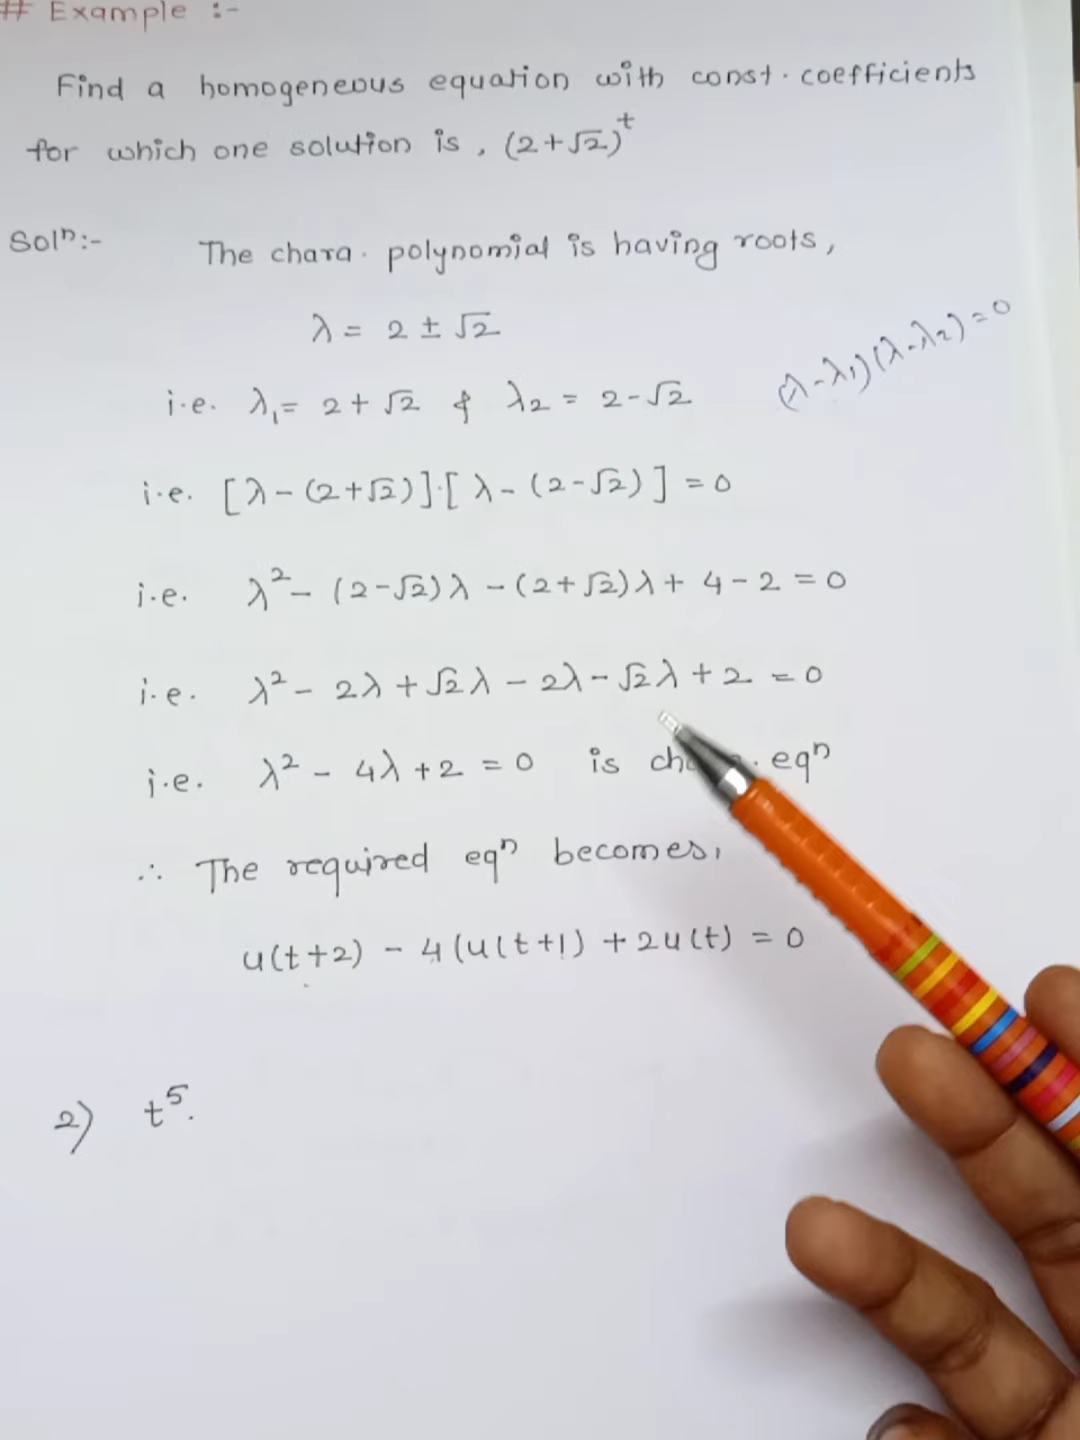 # Example :-
Find a homogeneous equation with const. coefficients
for which one solution is, (2+√2)^t
Solⁿ:- The chara. polynomial is having roots,
λ = 2 ± √2
(λ-λ₁)(λ-λ₂)=0
i.e. λ₁= 2+√2 & λ₂ = 2-√2
i.e. [λ-(2+√2)]·[λ-(2-√2)] = 0
i.e. λ² - (2-√2)λ - (2+√2)λ + 4 - 2 = 0
i.e. λ² - 2λ + √2λ - 2λ - √2λ + 2 = 0
i.e. λ² - 4λ + 2 = 0 is eqⁿ
∴ The required eqⁿ becomes,
u(t+2) - 4(u(t+1) + 2u(t) = 0
2) t⁵.